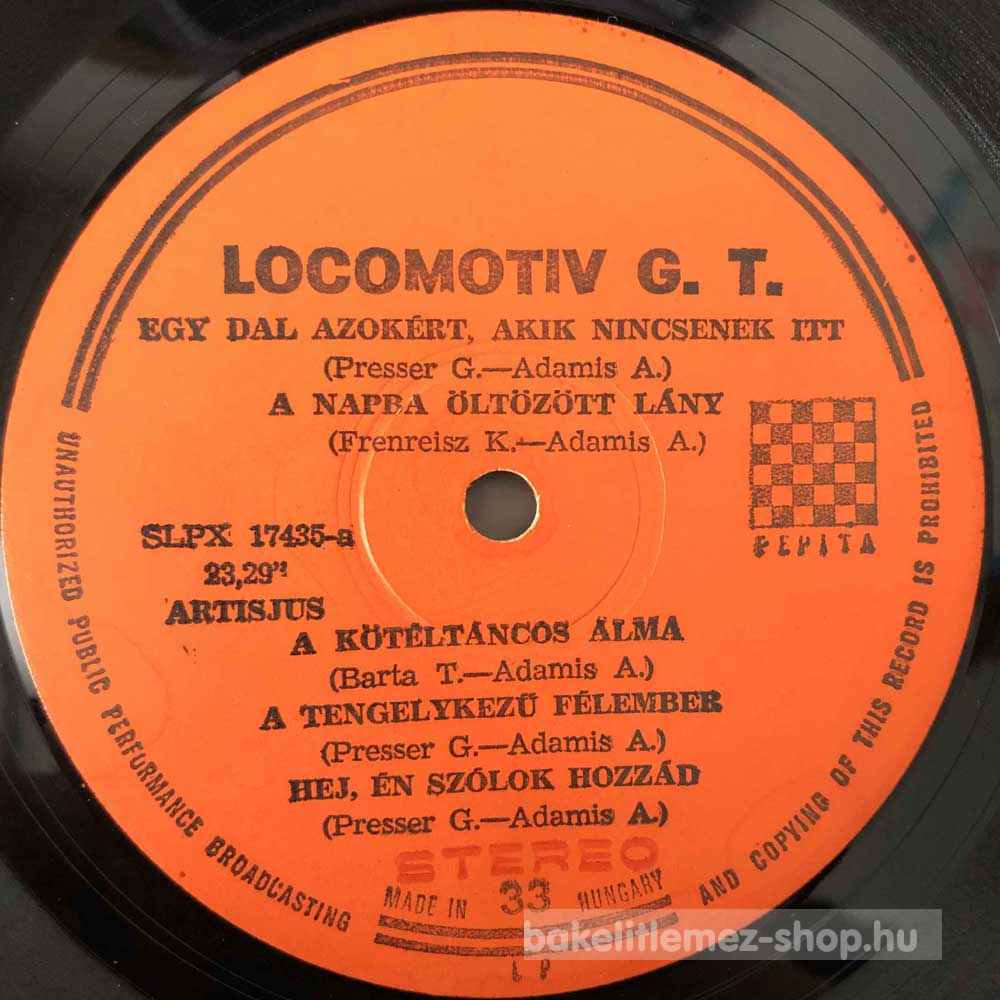 LOCOMOTIV G. T.
EGY DAL AZOKÉRT, AKIK NINCSENEK ITT
(Presser G.—Adamis A.)
A NAPBA ÖLTÖZÖTT LÁNY
(Frenreisz K.—Adamis A.)
PEPITA
SLPX 17435-a
23,29"
ARTISJUS
A KÖTÉLTÁNCOS ÁLMA
(Barta T.—Adamis A.)
A TENGELYKEZŰ FÉLEMBER
(Presser G.—Adamis A.)
HEJ, ÉN SZÓLOK HOZZÁD
(Presser G.—Adamis A.)
STEREO
MADE IN 33 HUNGARY
LP
UNAUTHORIZED PUBLIC PERFORMANCE BROADCASTING AND COPYING OF THIS RECORD IS PROHIBITED
bakelitlemez-shop.hu